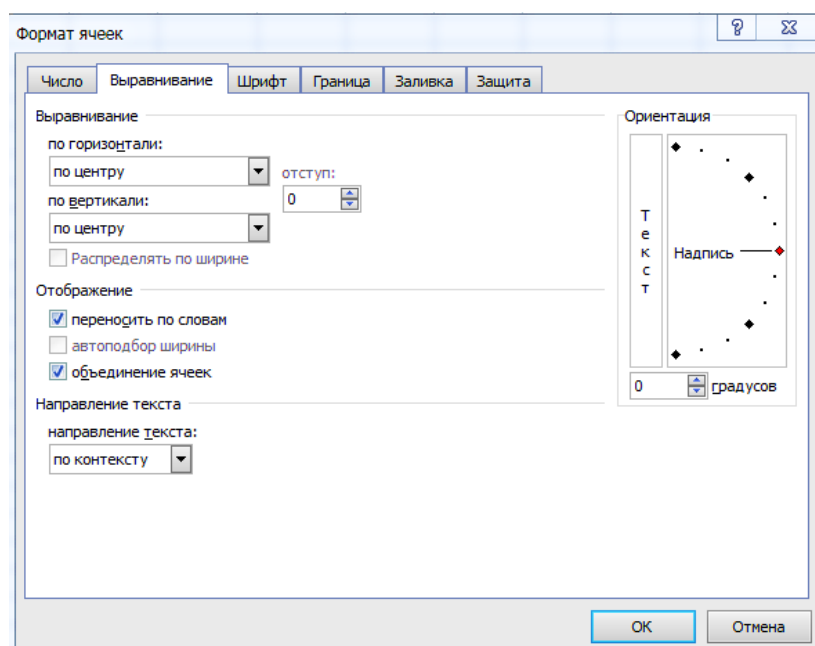 Формат ячеек
Число Выравнивание Шрифт Граница Заливка Защита
Выравнивание
по горизонтали:
по центру
отступ:
0
по вертикали:
по центру
Распределять по ширине
Отображение
переносить по словам
автоподбор ширины
объединение ячеек
Направление текста
направление текста:
по контексту
Ориентация
Текст
Надпись
0 градусов
ОК Отмена